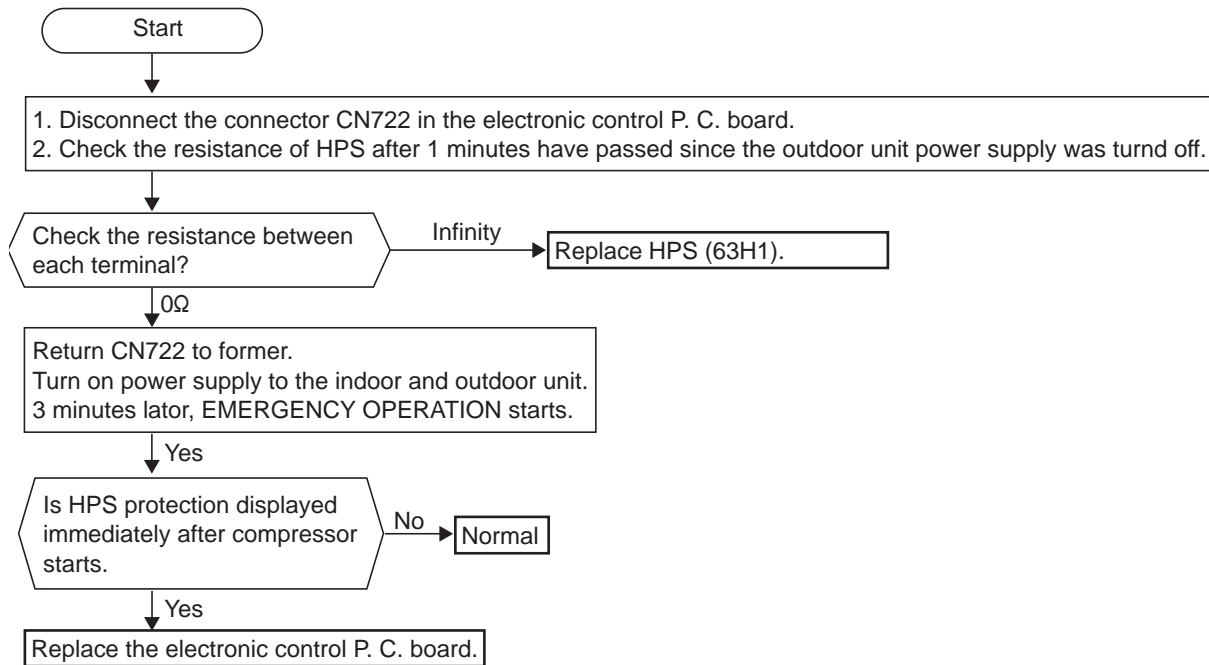 Start
1. Disconnect the connector CN722 in the electronic control P. C. board.
2. Check the resistance of HPS after 1 minutes have passed since the outdoor unit power supply was turnd off.
Check the resistance between
each terminal?
Infinity
Replace HPS (63H1).
0Ω
Return CN722 to former.
Turn on power supply to the indoor and outdoor unit.
3 minutes lator, EMERGENCY OPERATION starts.
Yes
Is HPS protection displayed
immediately after compressor
starts.
No
Normal
Yes
Replace the electronic control P. C. board.